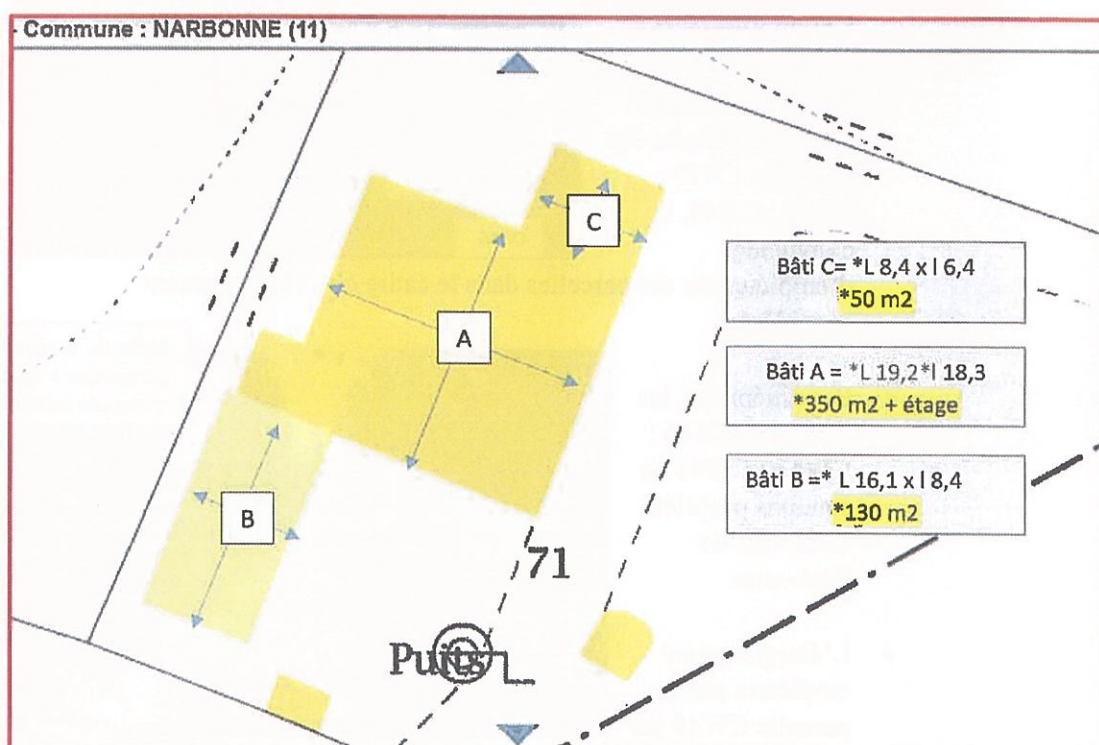 Commune : NARBONNE (11)
C
Bâti C= *L 8,4 x l 6,4
*50 m2
A
Bâti A = *L 19,2*l 18,3
*350 m2 + étage
B
Bâti B =* L 16,1 x l 8,4
*130 m2
71
Puits